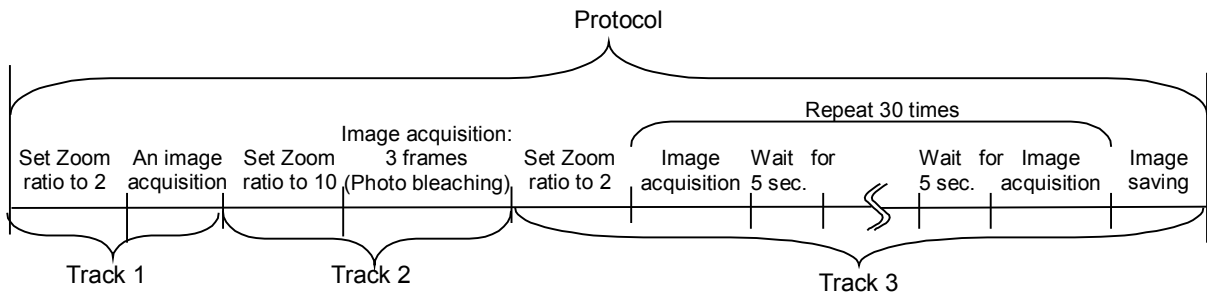 Protocol
Repeat 30 times
Set Zoom
ratio to 2
An image
acquisition
Set Zoom
ratio to 10
Image acquisition:
3 frames
(Photo bleaching)
Set Zoom
ratio to 2
Image
acquisition
Wait for
5 sec.
Wait for
5 sec.
Image
acquisition
Image
saving
Track 1
Track 2
Track 3